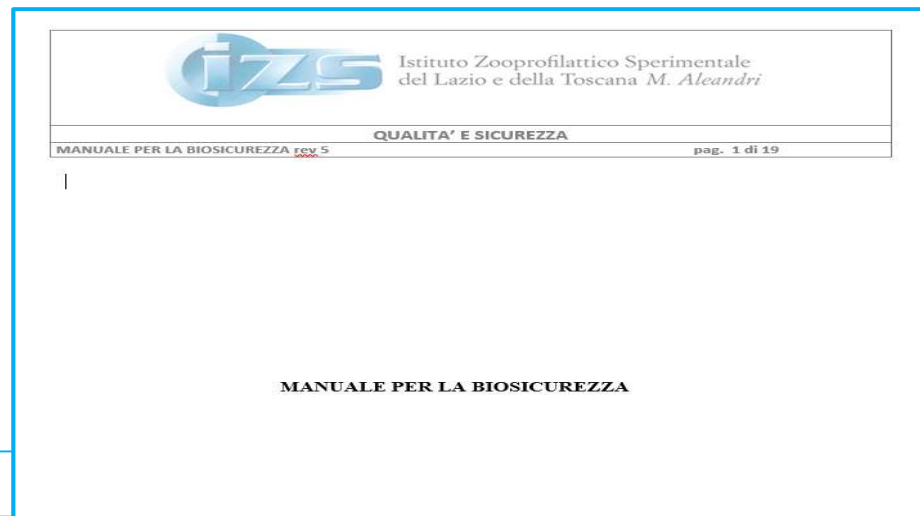 iZS
Istituto Zooprofilattico Sperimentale
del Lazio e della Toscana M. Aleandri
QUALITA' E SICUREZZA
MANUALE PER LA BIOSICUREZZA rev 5 pag. 1 di 19
MANUALE PER LA BIOSICUREZZA